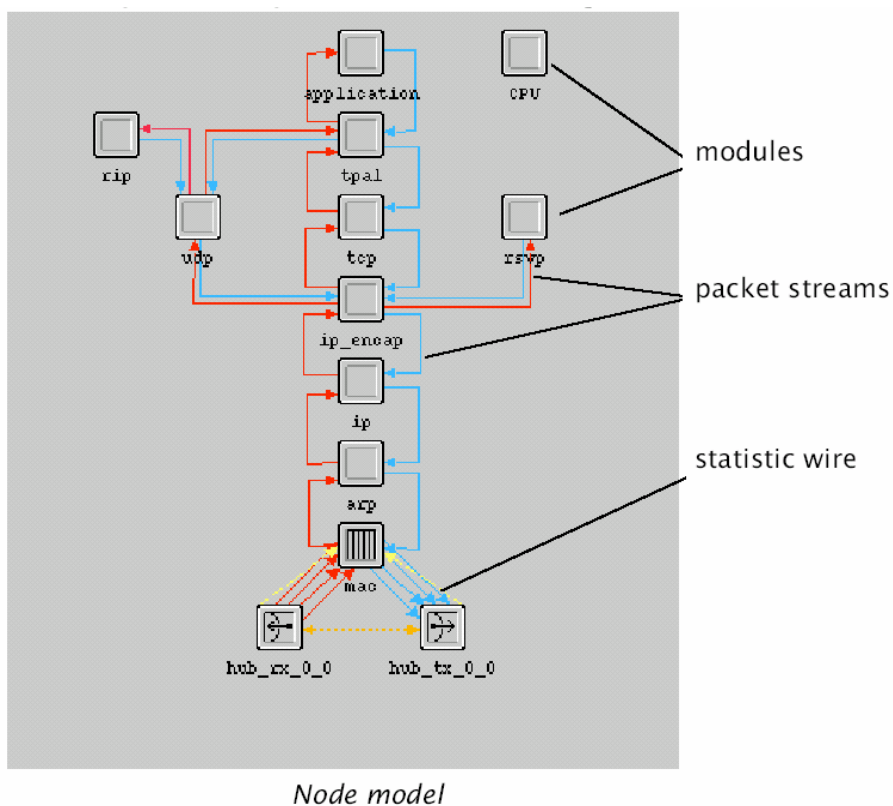 application
CPU
modules
rip
tpal
udp
tcp
rsvp
packet streams
ip_encap
ip
statistic wire
arp
mac
hub_rx_0_0
hub_tx_0_0
Node model